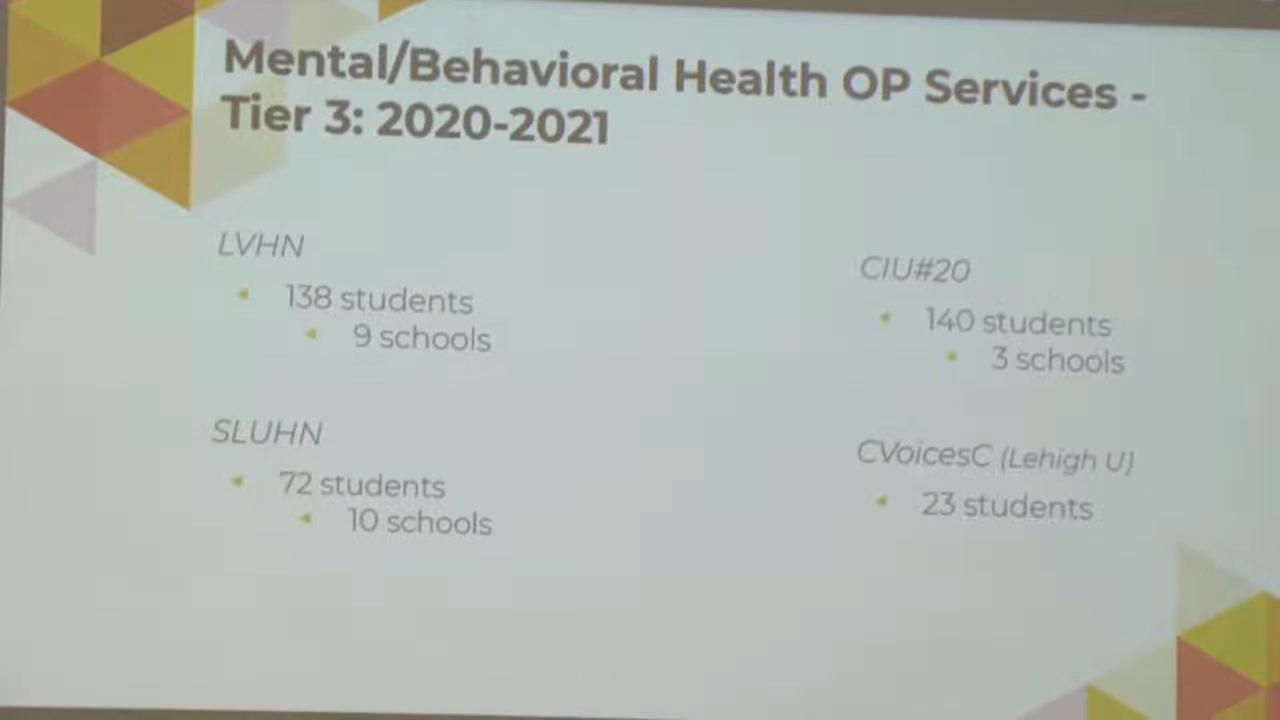 Mental/Behavioral Health OP Services -
Tier 3: 2020-2021
LVHN
138 students
9 schools
SLUHN
72 students
10 schools
CIU#20
140 students
3 schools
CVoicesC (Lehigh U)
23 students